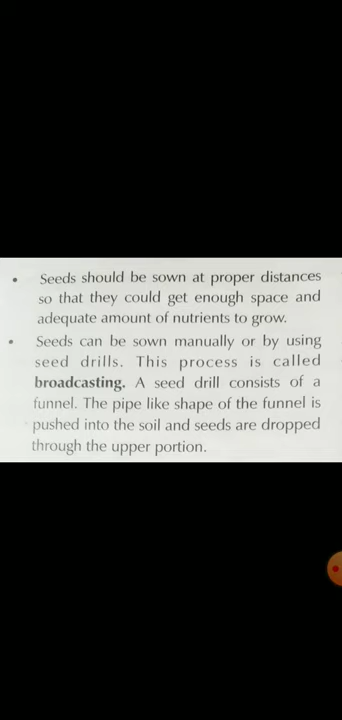 • Seeds should be sown at proper distances
so that they could get enough space and
adequate amount of nutrients to grow.
• Seeds can be sown manually or by using
seed drills. This process is called
broadcasting. A seed drill consists of a
funnel. The pipe like shape of the funnel is
pushed into the soil and seeds are dropped
through the upper portion.